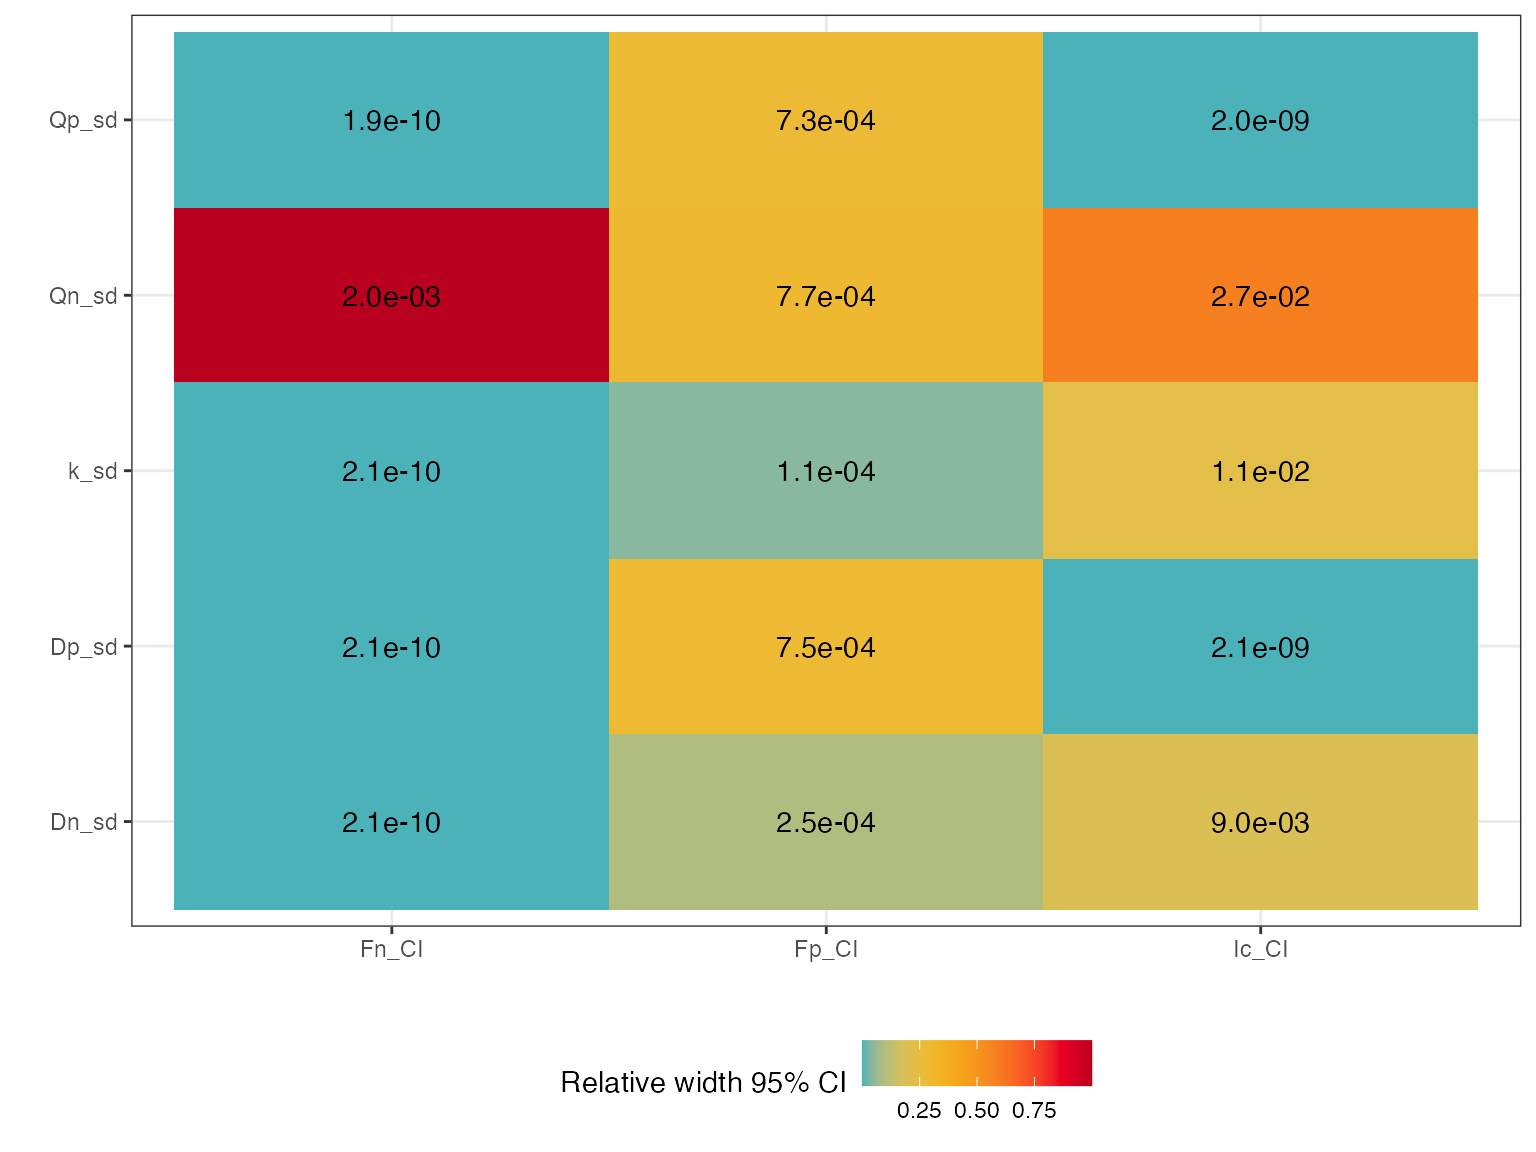 Qp_sd 1.9e-10 7.3e-04 2.0e-09
Qn_sd 2.0e-03 7.7e-04 2.7e-02
k_sd 2.1e-10 1.1e-04 1.1e-02
Dp_sd 2.1e-10 7.5e-04 2.1e-09
Dn_sd 2.1e-10 2.5e-04 9.0e-03
Fn_CI Fp_CI Ic_CI
Relative width 95% CI
0.25 0.50 0.75